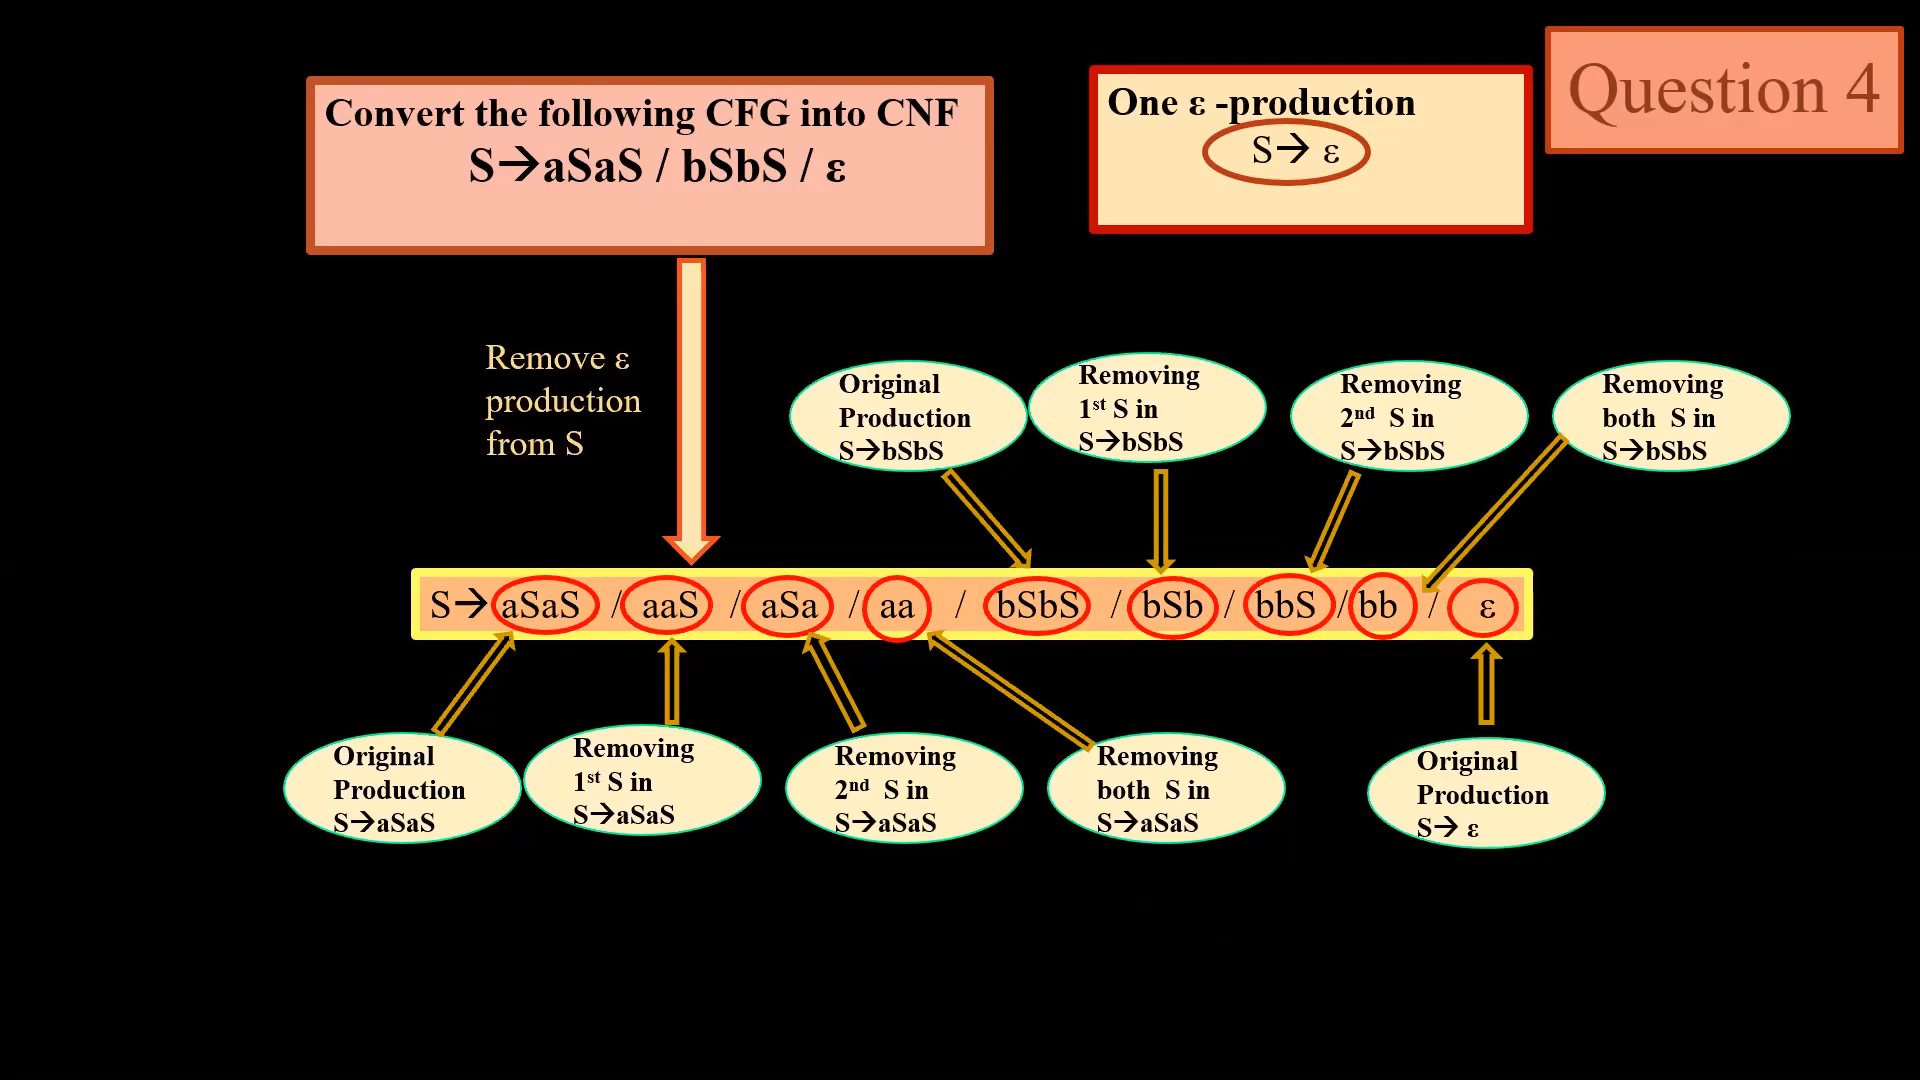 Question 4
Convert the following CFG into CNF
S→aSaS / bSbS / ε
One ε -production
S→ ε
Remove ε
production
from S
Original
Production
S→bSbS
Removing
1st S in
S→bSbS
Removing
2nd S in
S→bSbS
Removing
both S in
S→bSbS
S→aSaS / aaS / aSa / aa / bSbS / bSb / bbS / bb / ε
Original
Production
S→aSaS
Removing
1st S in
S→aSaS
Removing
2nd S in
S→aSaS
Removing
both S in
S→aSaS
Original
Production
S→ ε